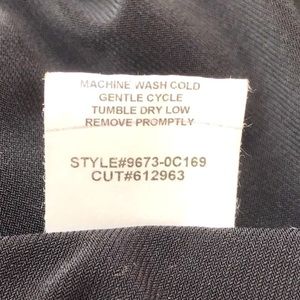 MACHINE WASH COLD
GENTLE CYCLE
TUMBLE DRY LOW
REMOVE PROMPTLY
STYLE#9673-0C169
CUT#612963